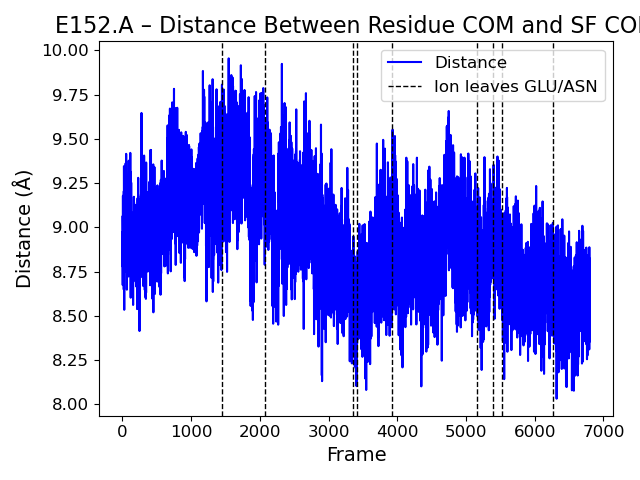 E152.A – Distance Between Residue COM and SF CO
Distance (Å)
10.00
9.75
9.50
9.25
9.00
8.75
8.50
8.25
8.00
Distance
Ion leaves GLU/ASN
0 1000 2000 3000 4000 5000 6000 7000
Frame